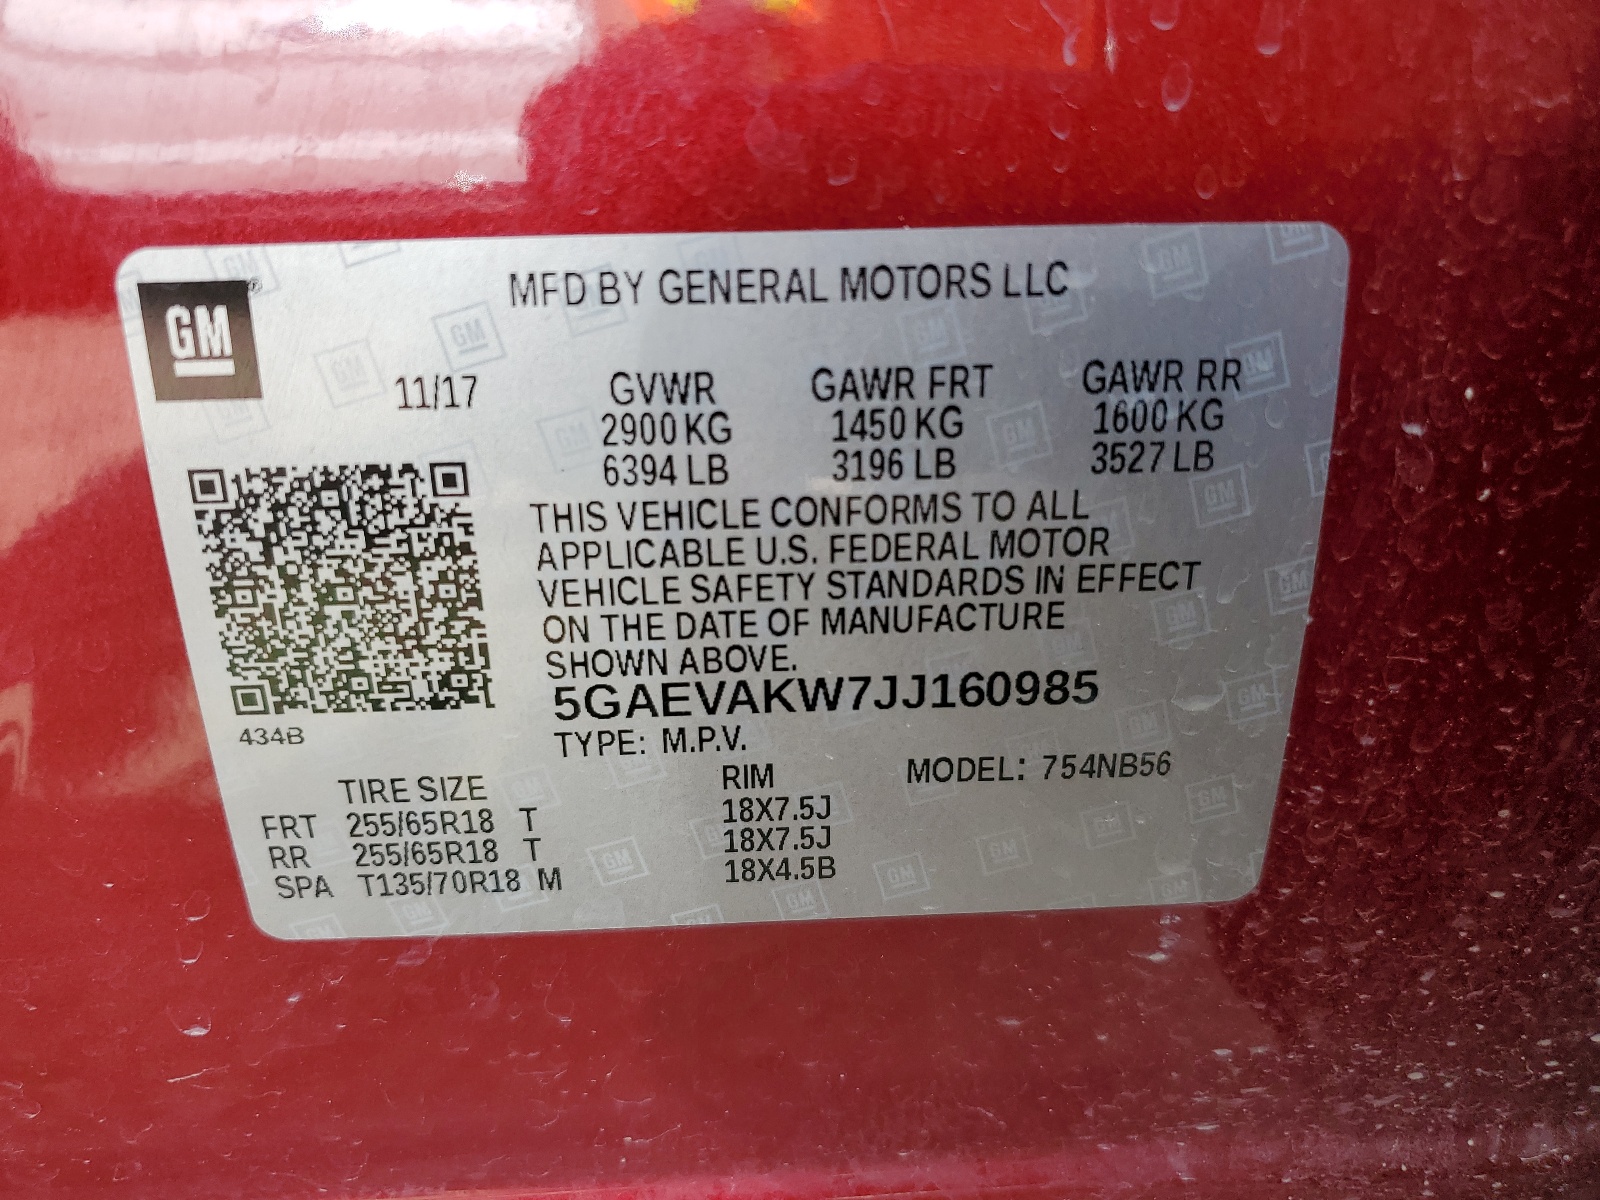 GM
MFD BY GENERAL MOTORS LLC
11/17 GVWR GAWR FRT GAWR RR
2900 KG 1450 KG 1600 KG
6394 LB 3196 LB 3527 LB
THIS VEHICLE CONFORMS TO ALL
APPLICABLE U.S. FEDERAL MOTOR
VEHICLE SAFETY STANDARDS IN EFFECT
ON THE DATE OF MANUFACTURE
SHOWN ABOVE.
5GAEVAKW7JJ160985
434B
TYPE: M.P.V.
TIRE SIZE RIM MODEL: 754NB56
FRT 255/65R18 T 18X7.5J
RR 255/65R18 T 18X7.5J
SPA T135/70R18 M 18X4.5B